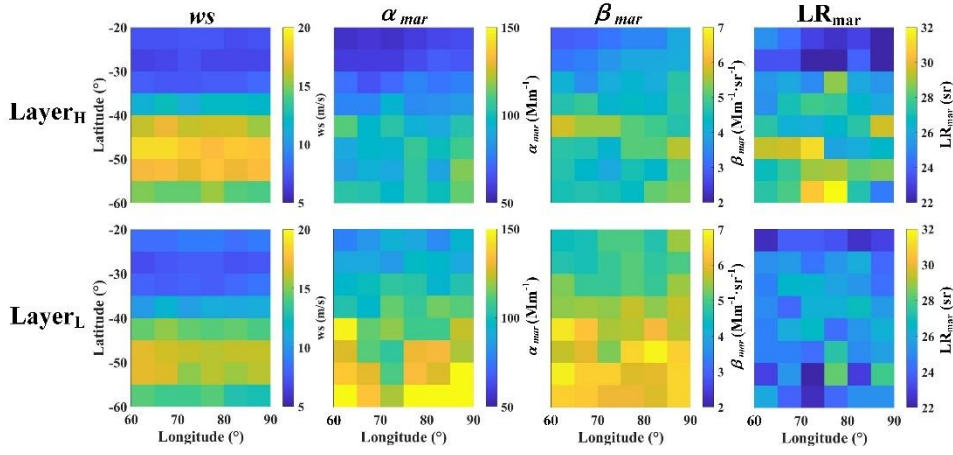 ws
α mar
β mar
LRmar
LayerH
Latitude (°)
-20
-30
-40
-50
-60
20
15
10
5
ws (m/s)
150
100
50
α mar (Mm-1)
7
6
5
4
3
2
β mar (Mm-1·sr-1)
32
30
28
26
24
22
LRmar (sr)
LayerL
Latitude (°)
-20
-30
-40
-50
-60
60 70 80 90
Longitude (°)
20
15
10
5
ws (m/s)
60 70 80 90
Longitude (°)
150
100
50
α mar (Mm-1)
60 70 80 90
Longitude (°)
7
6
5
4
3
2
β mar (Mm-1·sr-1)
60 70 80 90
Longitude (°)
32
30
28
26
24
22
LRmar (sr)